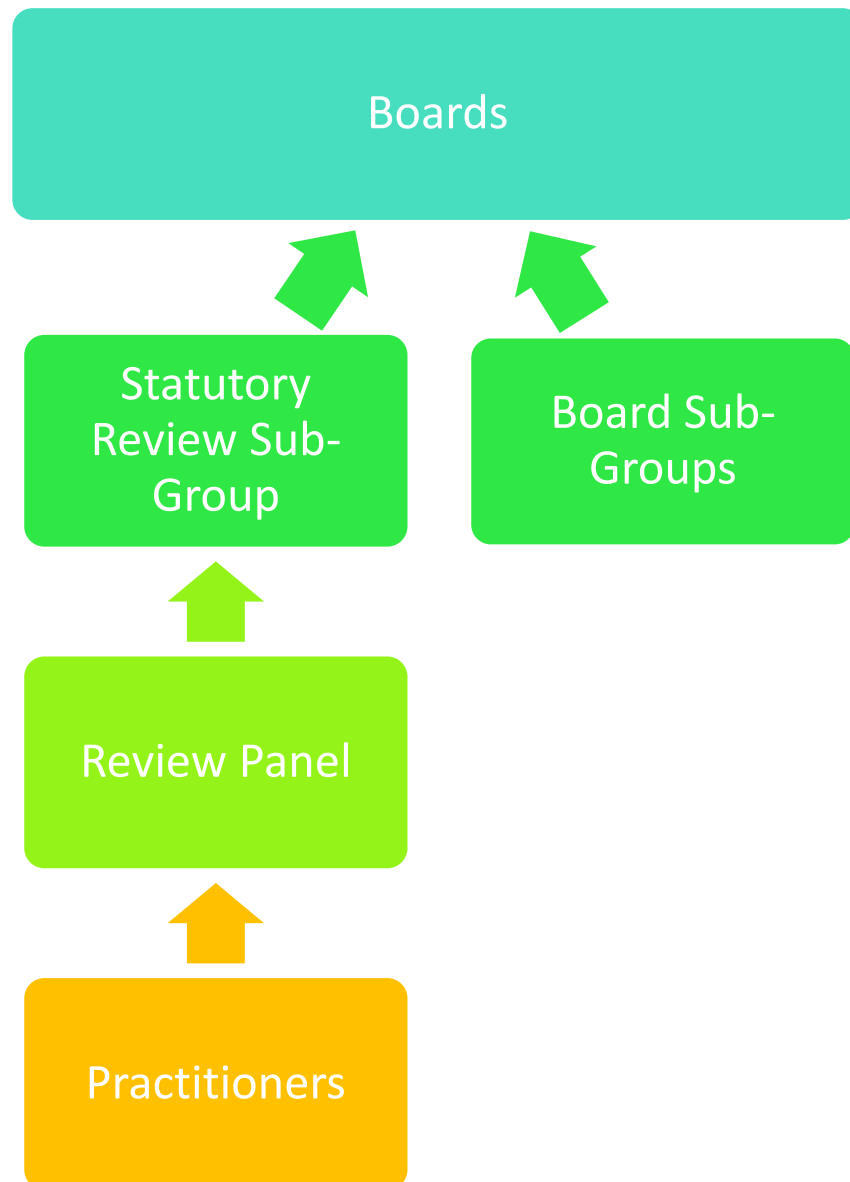 Boards
Statutory
Review Sub-
Group
Board Sub-
Groups
Review Panel
Practitioners